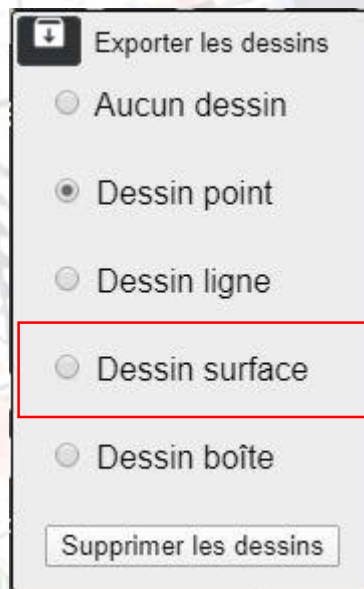 Exporter les dessins
Aucun dessin
Dessin point
Dessin ligne
Dessin surface
Dessin boîte
Supprimer les dessins